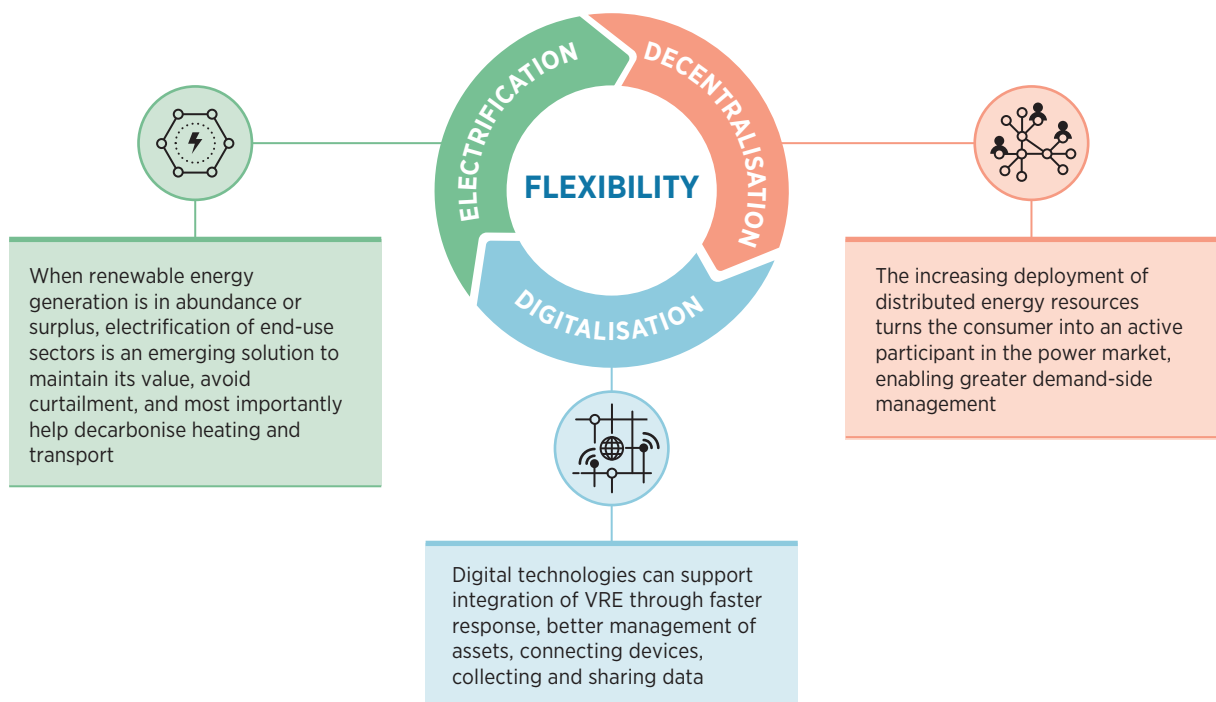 ELECTRIFICATION
DECENTRALISATION
FLEXIBILITY
DIGITALISATION
When renewable energy
generation is in abundance or
surplus, electrification of end-use
sectors is an emerging solution to
maintain its value, avoid
curtailment, and most importantly
help decarbonise heating and
transport
The increasing deployment of
distributed energy resources
turns the consumer into an active
participant in the power market,
enabling greater demand-side
management
Digital technologies can support
integration of VRE through faster
response, better management of
assets, connecting devices,
collecting and sharing data